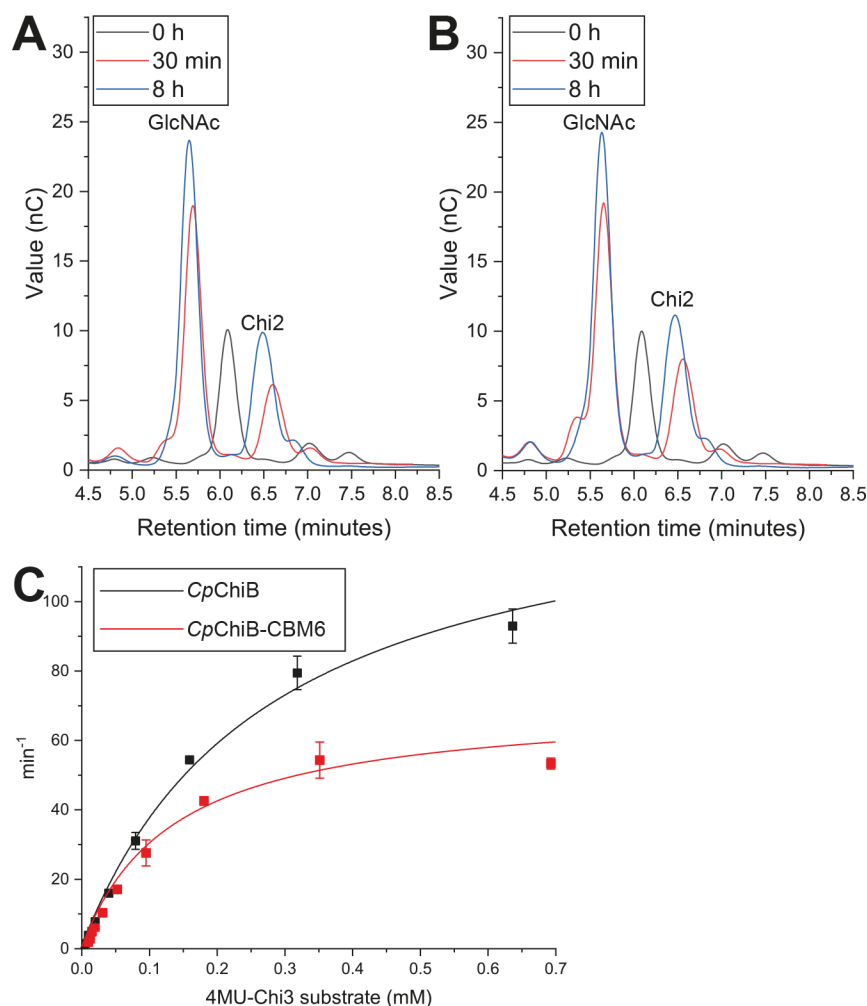 A
0 h
30 min
8 h
GlcNAc
Chi2
Value (nC)
30
25
20
15
10
5
0
4.5 5.0 5.5 6.0 6.5 7.0 7.5 8.0 8.5
Retention time (minutes)
B
0 h
30 min
8 h
GlcNAc
Chi2
Value (nC)
30
25
20
15
10
5
0
4.5 5.0 5.5 6.0 6.5 7.0 7.5 8.0 8.5
Retention time (minutes)
C
CpChiB
CpChiB-CBM6
min-1
100
80
60
40
20
0
0.0 0.1 0.2 0.3 0.4 0.5 0.6 0.7
4MU-Chi3 substrate (mM)